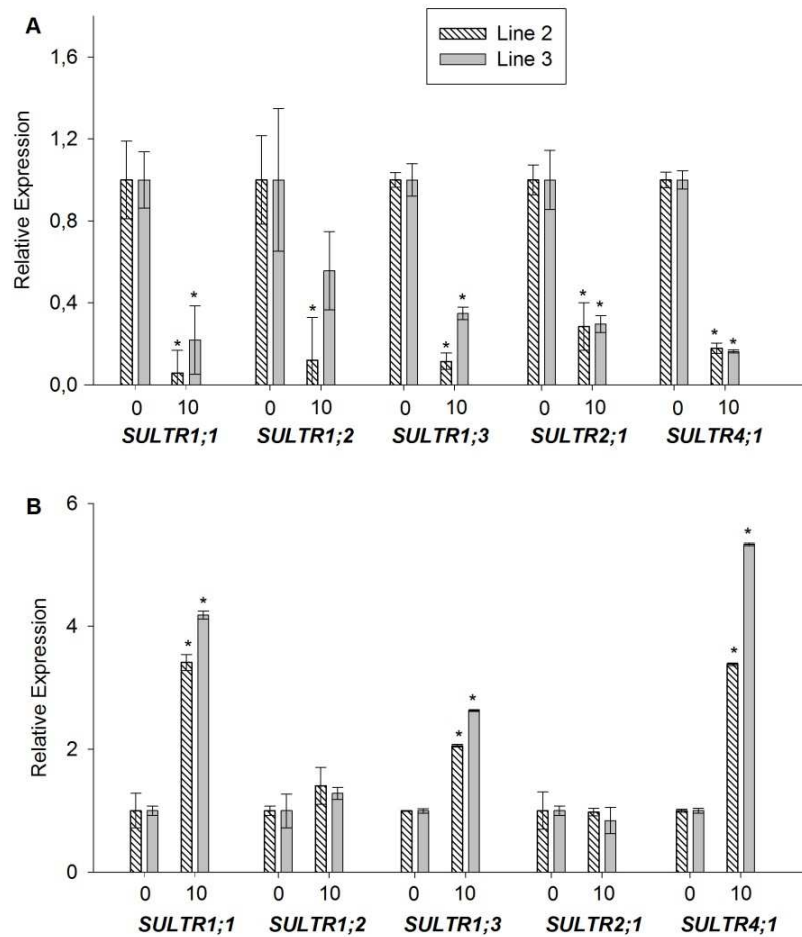 A
Line 2
Line 3
Relative Expression
1,6
1,2
0,8
0,4
0,0
* * * * * * * * *
0 10 0 10 0 10 0 10 0 10
SULTR1;1 SULTR1;2 SULTR1;3 SULTR2;1 SULTR4;1
B
Relative Expression
6
4
2
0
* * * * * *
0 10 0 10 0 10 0 10 0 10
SULTR1;1 SULTR1;2 SULTR1;3 SULTR2;1 SULTR4;1